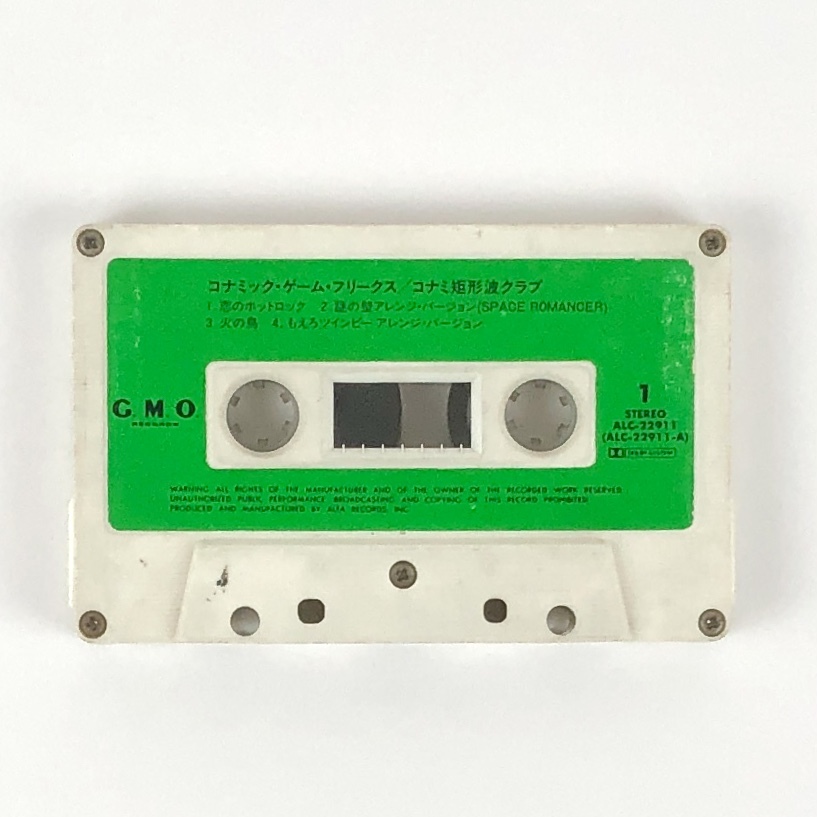 コナミック・ゲーム・フリークス／コナミ矩形波クラブ
1. 恋のホットロック 2. 謎の壁アレンジ・バージョン(SPACE ROMANCER)
3. 火の鳥 4. もえろツインビー アレンジ・バージョン
G.M.O
RECORDS
1
STEREO
ALC-22911
(ALC-22911-A)
DOLBY SYSTEM
WARNING: ALL RIGHTS OF THE MANUFACTURER AND OF THE OWNER OF THE RECORDED WORK RESERVED
UNAUTHORIZED PUBLIC PERFORMANCE BROADCASTING AND COPYING OF THIS RECORD PROHIBITED
PRODUCED AND MANUFACTURED BY ALFA RECORDS, INC